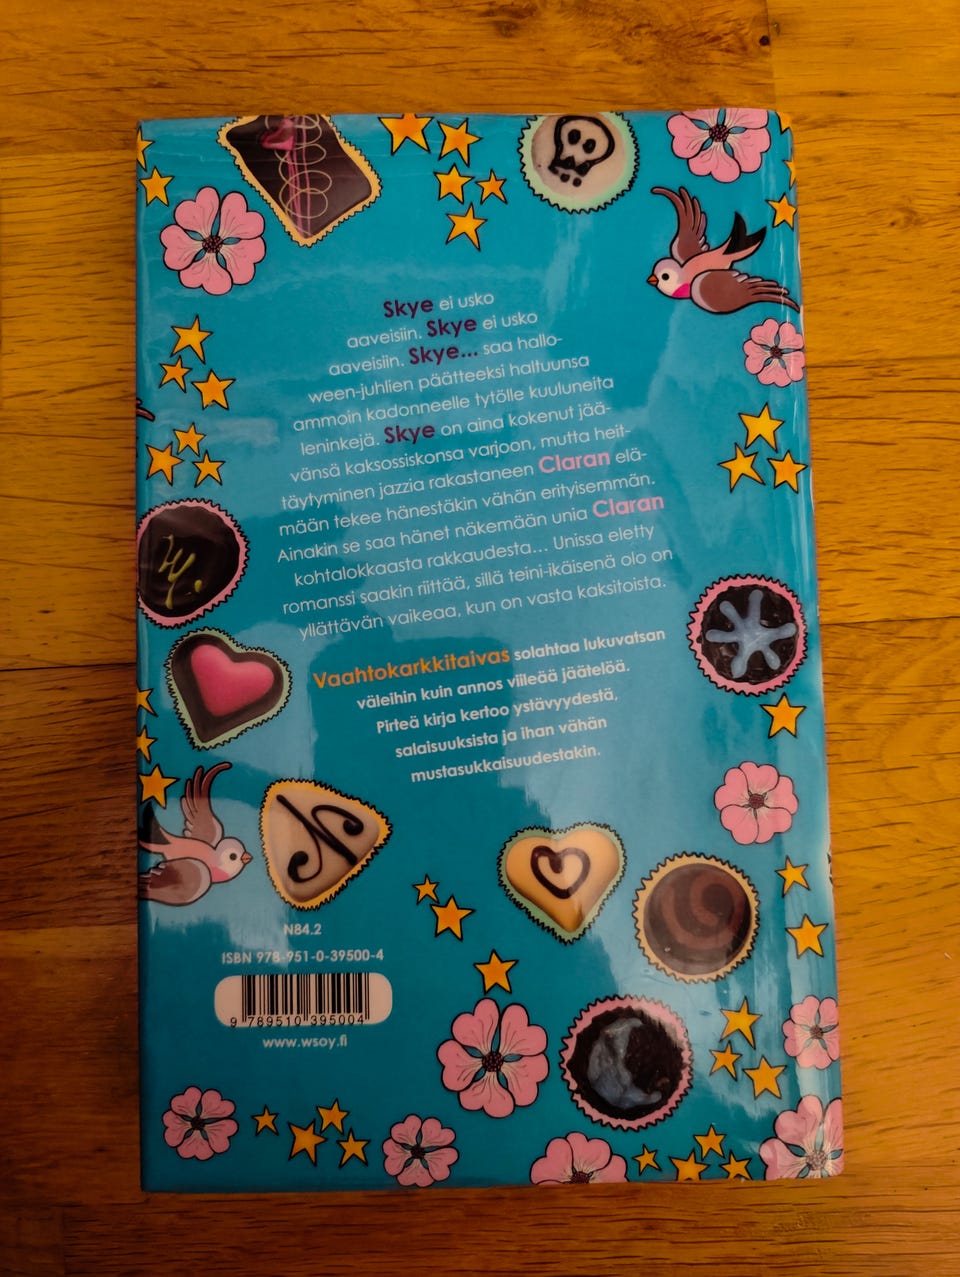 Skye ei usko
aaveisiin. Skye ei usko
aaveisiin. Skye... saa hallo-
ween-juhlien päätteeksi haltuunsa
ammoin kadonneelle tytölle kuuluneita
leninkejä. Skye on aina kokenut jää-
vänsä kaksossiskonsa varjoon, mutta heit-
täytyminen jazzia rakastaneen Claran elä-
mään tekee hänestäkin vähän erityisemmän.
Ainakin se saa hänet näkemään unia Claran
kohtalokkaasta rakkaudesta... Unissa eletty
romanssi saakin riittää, sillä teini-ikäisenä olo on
yllättävän vaikeaa, kun on vasta kaksitoista.
Vaahtokarkkitaivas solahtaa lukuvatsan
väleihin kuin annos viileää jäätelöä.
Pirteä kirja kertoo ystävyydestä,
salaisuuksista ja ihan vähän
mustasukkaisuudestakin.
N84.2
ISBN 978-951-0-39500-4
9 789510 395004
www.wsoy.fi